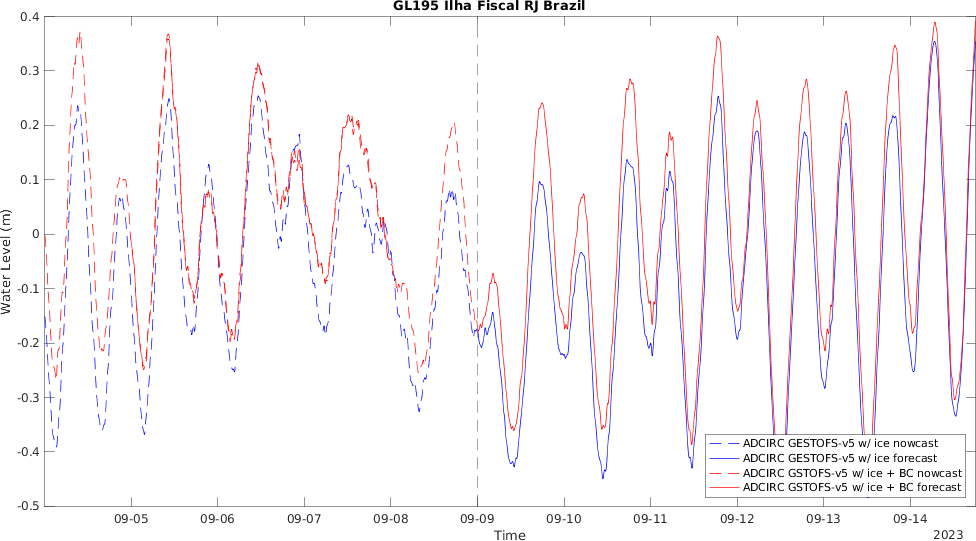 GL195 Ilha Fiscal RJ Brazil
0.4
0.3
0.2
0.1
0
-0.1
-0.2
-0.3
-0.4
-0.5
Water Level (m)
ADCIRC GESTOFS-v5 w/ ice nowcast
ADCIRC GESTOFS-v5 w/ ice forecast
ADCIRC GSTOFS-v5 w/ ice + BC nowcast
ADCIRC GSTOFS-v5 w/ ice + BC forecast
09-05 09-06 09-07 09-08 09-09 09-10 09-11 09-12 09-13 09-14
Time
2023